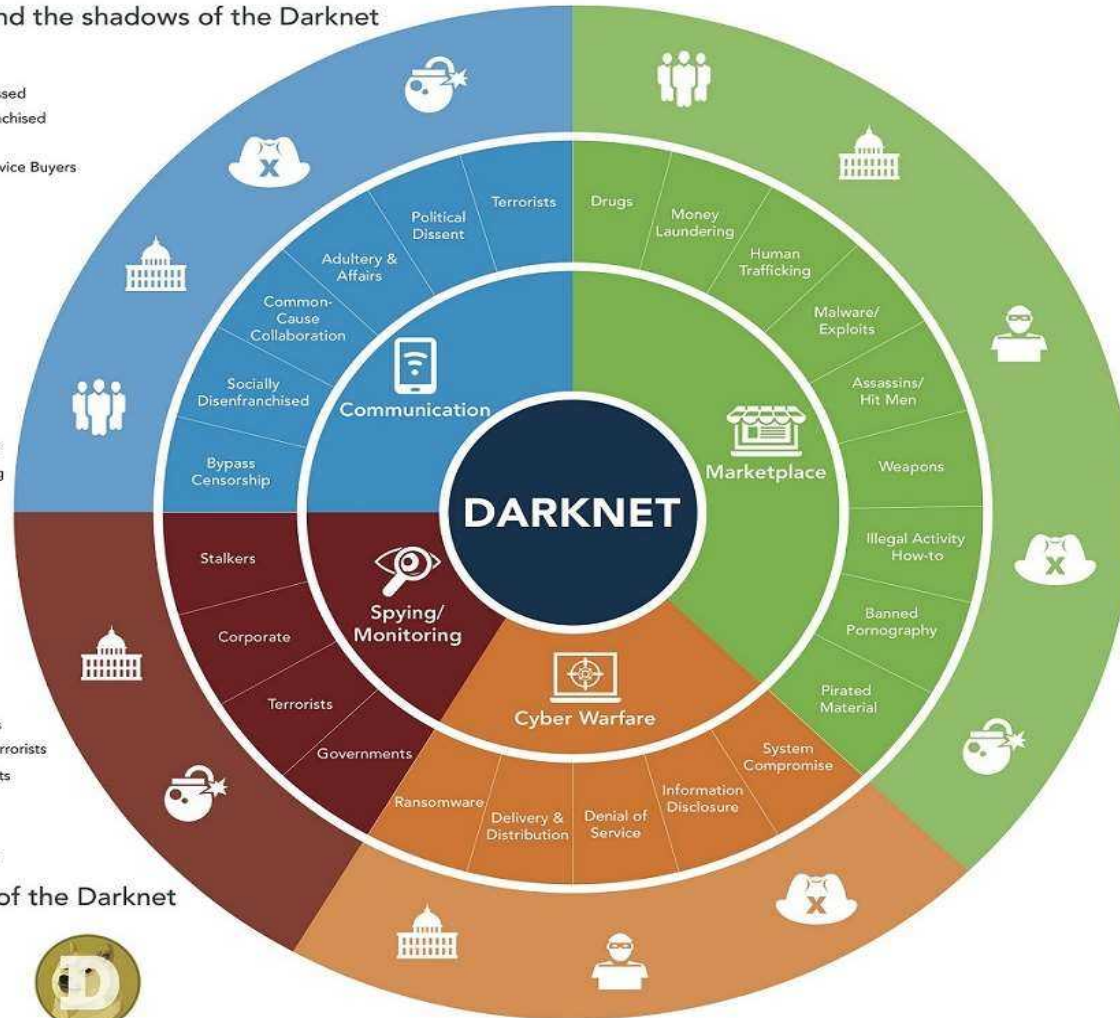 nd the shadows of the Darknet
ssed
chised
vice Buyers
g
s
rrorists
ts
of the Darknet
D
DARKNET
Communication
Terrorists
Political
Dissent
Adultery &
Affairs
Common-
Cause
Collaboration
Socially
Disenfranchised
Bypass
Censorship
Marketplace
Drugs
Money
Laundering
Human
Trafficking
Malware/
Exploits
Assassins/
Hit Men
Weapons
Illegal Activity
How-to
Banned
Pornography
Pirated
Material
Cyber Warfare
System
Compromise
Information
Disclosure
Denial of
Service
Delivery &
Distribution
Ransomware
Spying/
Monitoring
Stalkers
Corporate
Terrorists
Governments
X
X
X